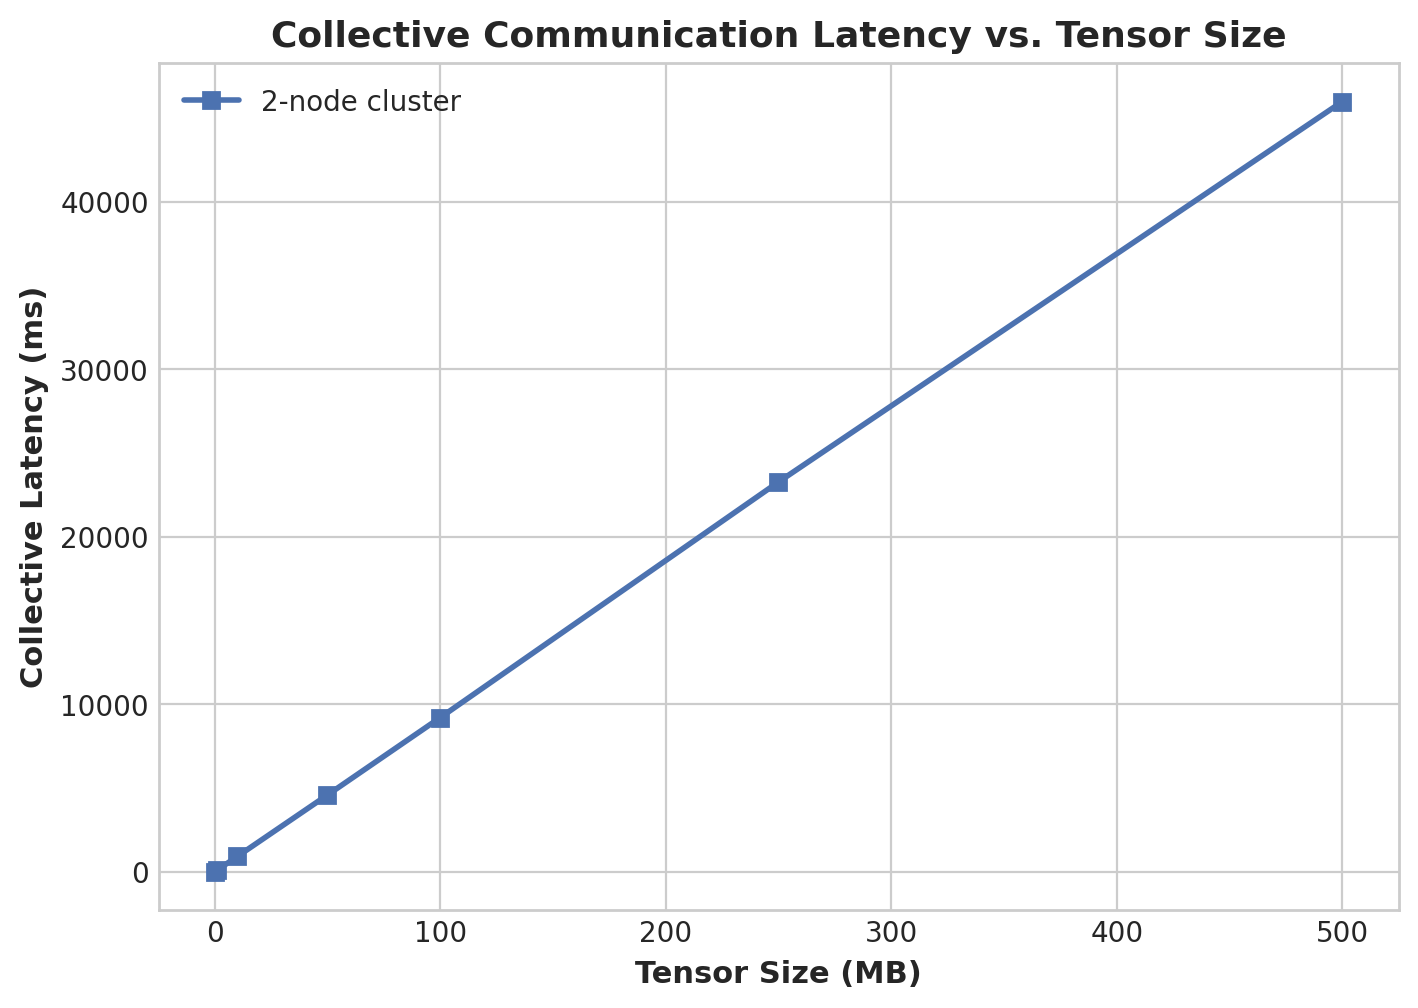 Collective Communication Latency vs. Tensor Size
2-node cluster
Collective Latency (ms)
40000
30000
20000
10000
0
0 100 200 300 400 500
Tensor Size (MB)